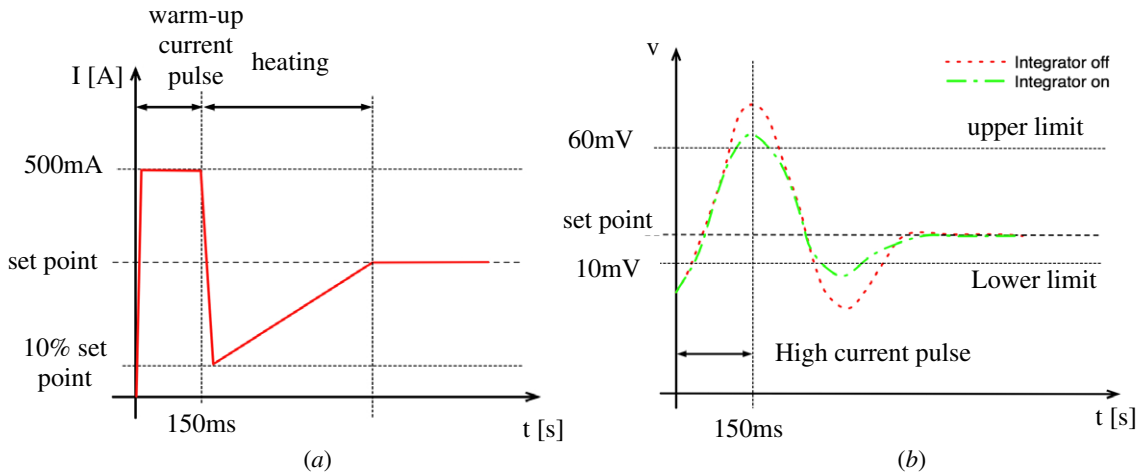 warm-up
current
pulse
heating
I [A]
500mA
set point
10% set
point
150ms
t [s]
(a)
v
Integrator off
Integrator on
60mV
upper limit
set point
10mV
Lower limit
High current pulse
150ms
t [s]
(b)